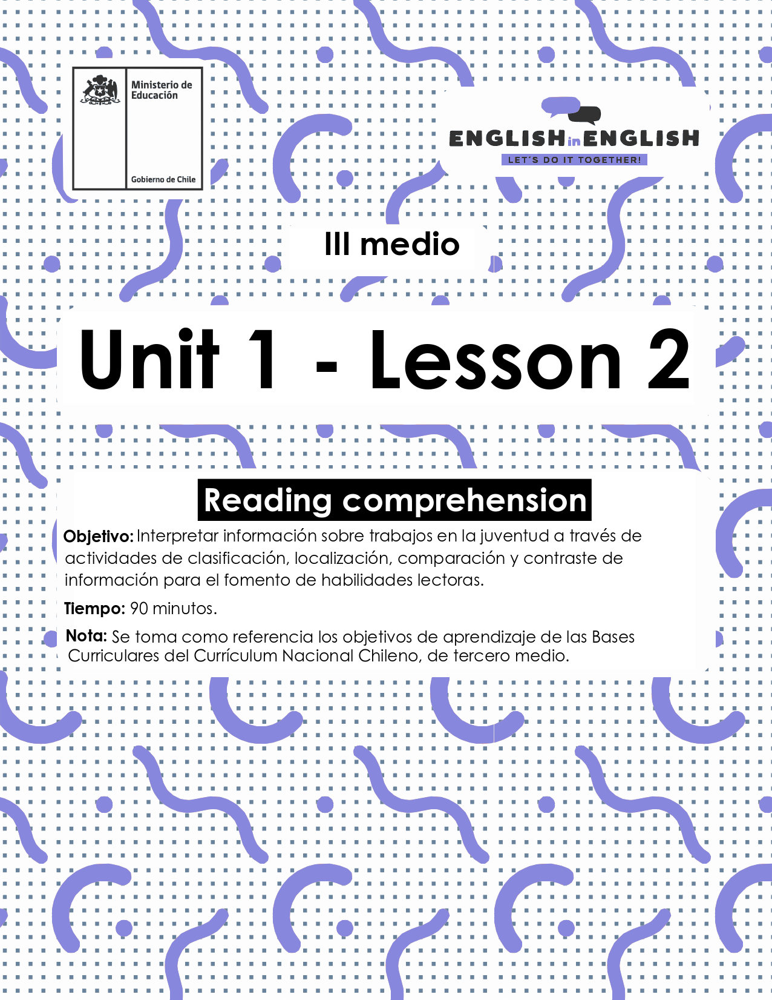 Ministerio de
Educación
Gobierno de Chile
ENGLISH in ENGLISH
LET´S DO IT TOGETHER!
III medio
Unit 1 - Lesson 2
Reading comprehension
Objetivo: Interpretar información sobre trabajos en la juventud a través de
actividades de clasificación, localización, comparación y contraste de
información para el fomento de habilidades lectoras.
Tiempo: 90 minutos.
Nota: Se toma como referencia los objetivos de aprendizaje de las Bases
Curriculares del Currículum Nacional Chileno, de tercero medio.